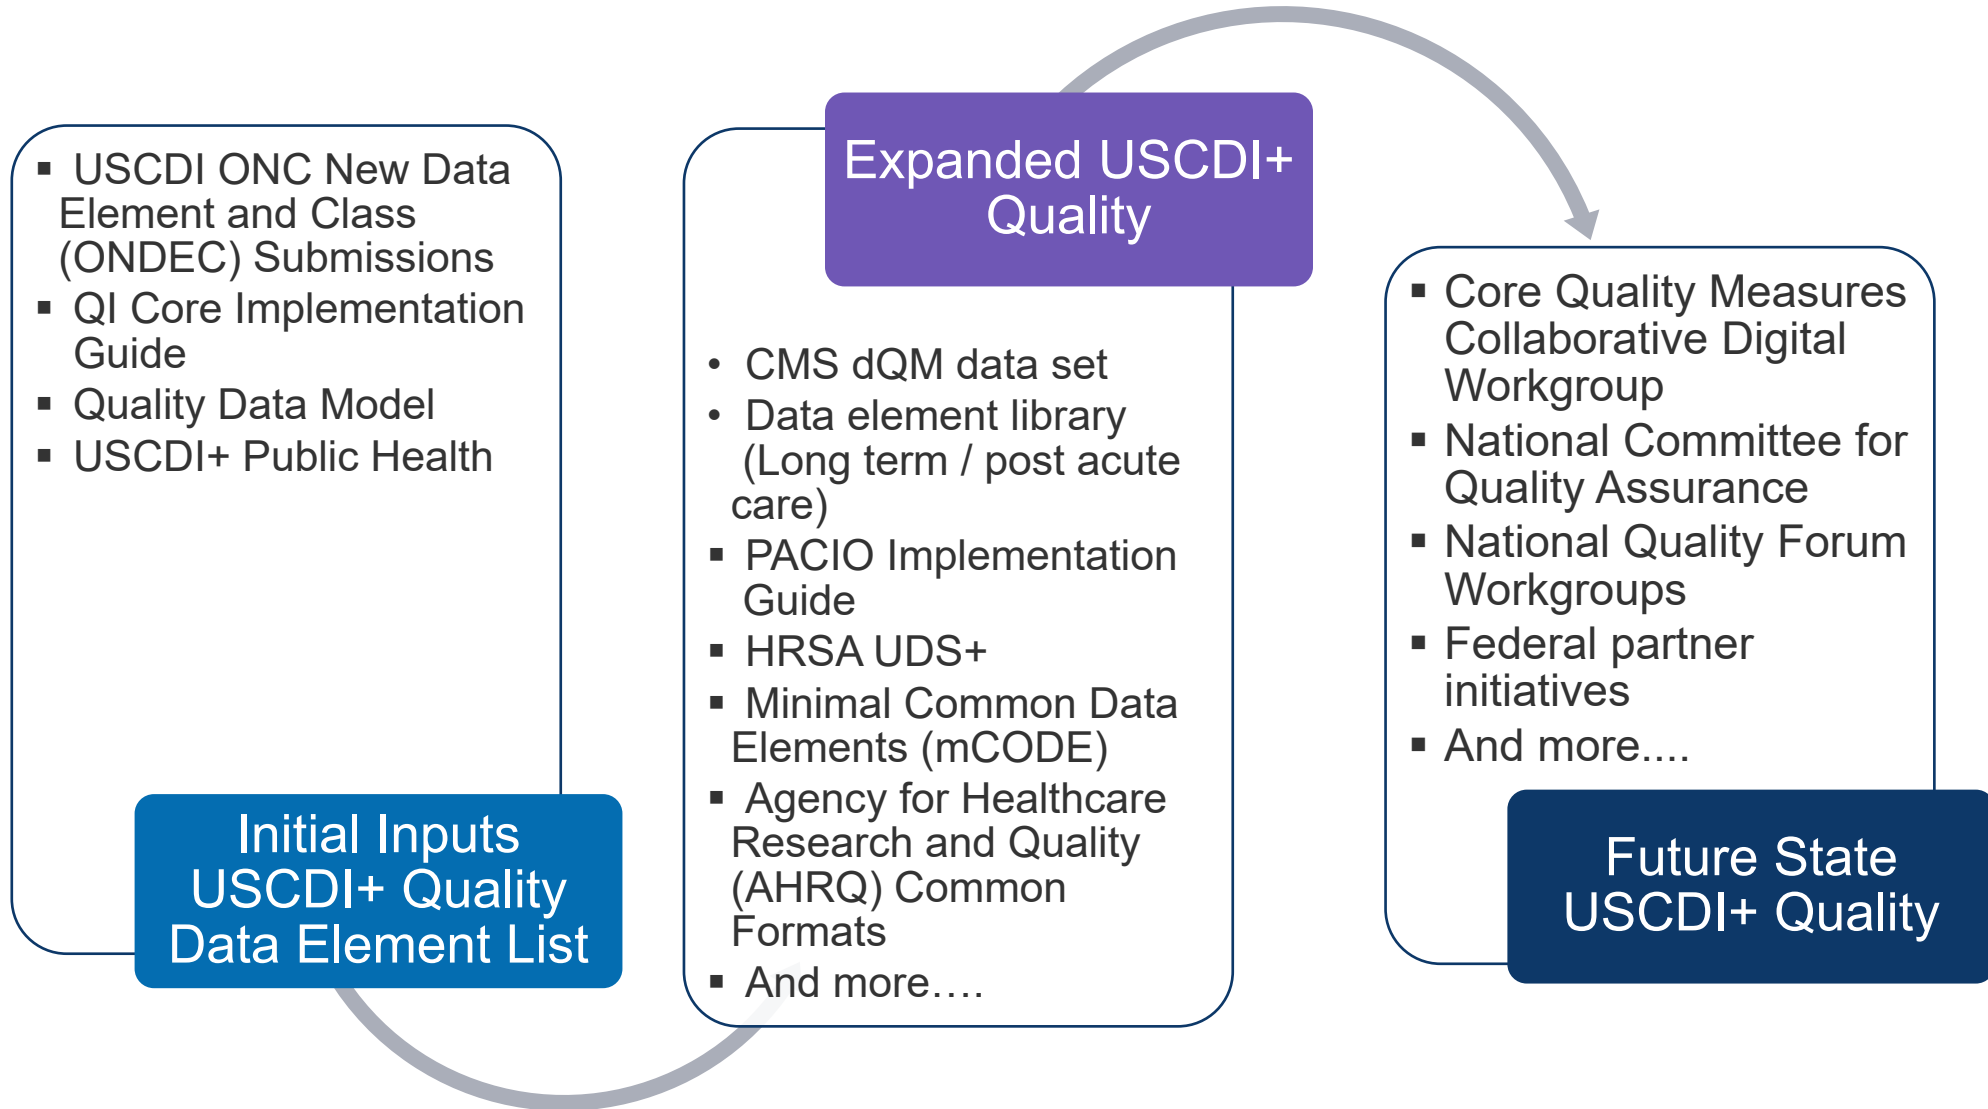 ▪ USCDI ONC New Data
Element and Class
(ONDEC) Submissions
▪ QI Core Implementation
Guide
▪ Quality Data Model
▪ USCDI+ Public Health
Initial Inputs
USCDI+ Quality
Data Element List
Expanded USCDI+
Quality
• CMS dQM data set
• Data element library
(Long term / post acute
care)
▪ PACIO Implementation
Guide
▪ HRSA UDS+
▪ Minimal Common Data
Elements (mCODE)
▪ Agency for Healthcare
Research and Quality
(AHRQ) Common
Formats
▪ And more….
▪ Core Quality Measures
Collaborative Digital
Workgroup
▪ National Committee for
Quality Assurance
▪ National Quality Forum
Workgroups
▪ Federal partner
initiatives
▪ And more....
Future State
USCDI+ Quality